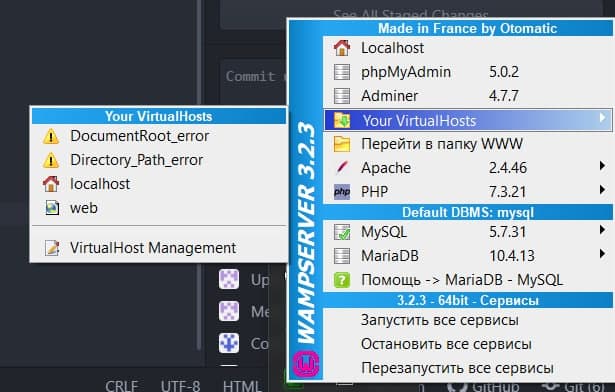 See All Staged Changes
Commit
Your VirtualHosts
DocumentRoot_error
Directory_Path_error
localhost
web
VirtualHost Management
WAMPSERVER 3.2.3
Made in France by Otomatic
Localhost
phpMyAdmin 5.0.2
Adminer 4.7.7
Your VirtualHosts
Перейти в папку WWW
Apache 2.4.46
PHP 7.3.21
Default DBMS: mysql
MySQL 5.7.31
MariaDB 10.4.13
Помощь -> MariaDB - MySQL
3.2.3 - 64bit - Сервисы
Запустить все сервисы
Остановить все сервисы
Перезапустить все сервисы
Up
Me
Co
CRLF UTF-8 HTML GitHub Git (6)